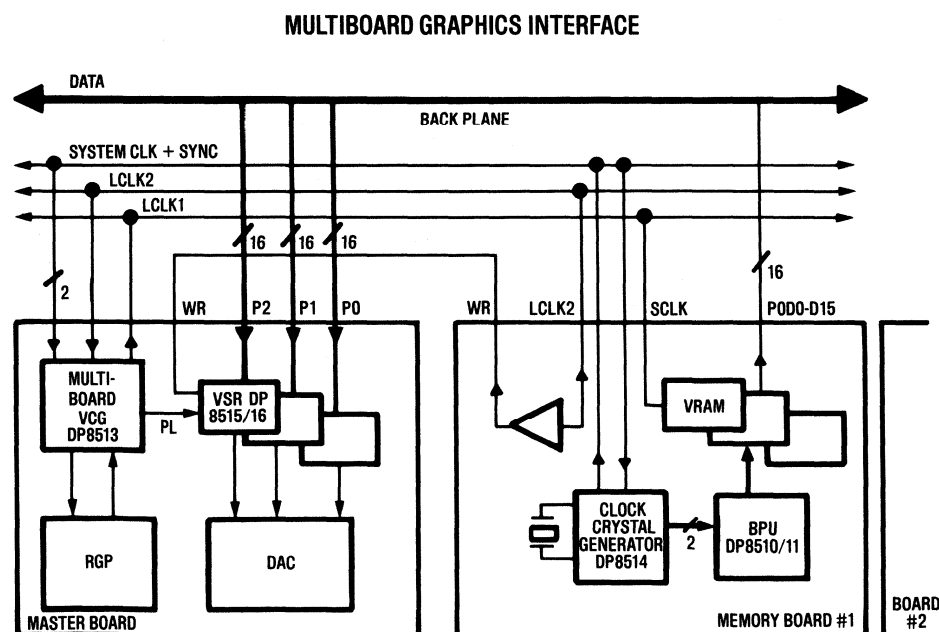 MULTIBOARD GRAPHICS INTERFACE
DATA
BACK PLANE
SYSTEM CLK + SYNC
LCLK2
LCLK1
16
16
16
16
2
WR
P2
P1
P0
WR
LCLK2
SCLK
PODO-D15
MULTI-
BOARD
VCG
DP8513
PL
VSR DP
8515/16
VRAM
RGP
DAC
CLOCK
CRYSTAL
GENERATOR
DP8514
2
BPU
DP8510/11
MASTER BOARD
MEMORY BOARD #1
BOARD
#2